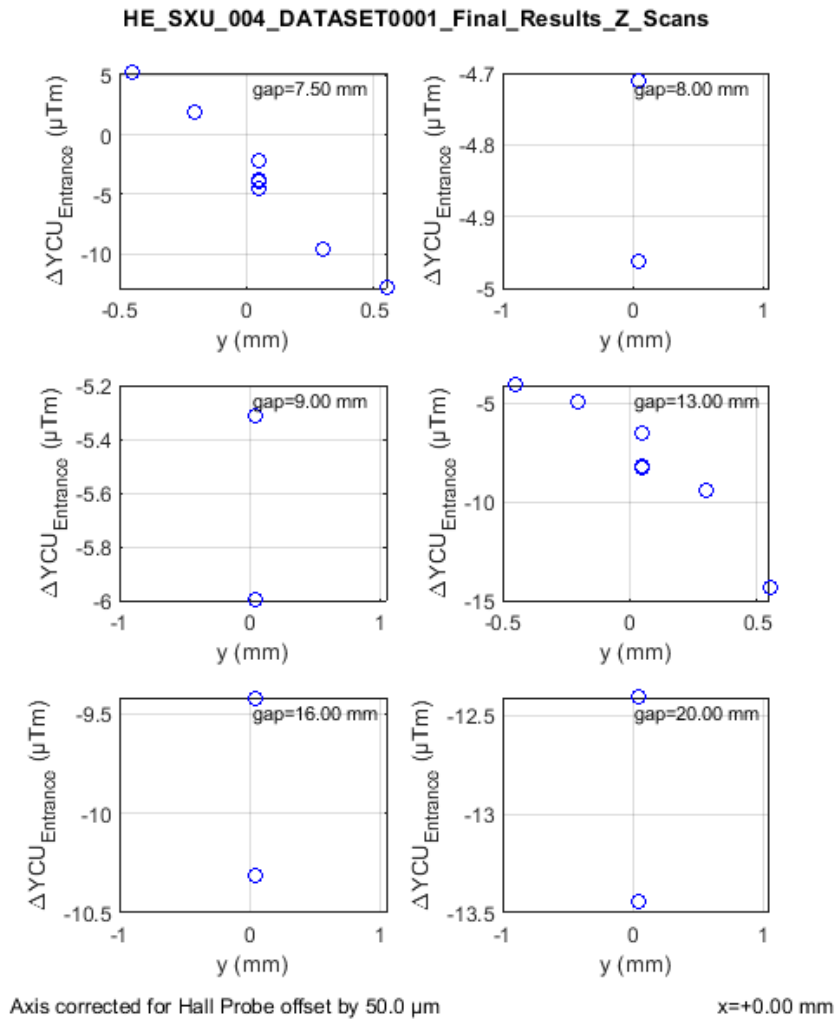 HE_SXU_004_DATASET0001_Final_Results_Z_Scans
ΔYCU_Entrance (μTm)
5
0
-5
-10
gap=7.50 mm
-0.5
0
0.5
y (mm)
ΔYCU_Entrance (μTm)
-4.7
-4.8
-4.9
-5
gap=8.00 mm
-1
0
1
y (mm)
ΔYCU_Entrance (μTm)
-5.2
-5.4
-5.6
-5.8
-6
gap=9.00 mm
-1
0
1
y (mm)
ΔYCU_Entrance (μTm)
-5
-10
-15
gap=13.00 mm
-0.5
0
0.5
y (mm)
ΔYCU_Entrance (μTm)
-9.5
-10
-10.5
gap=16.00 mm
-1
0
1
y (mm)
ΔYCU_Entrance (μTm)
-12.5
-13
-13.5
gap=20.00 mm
-1
0
1
y (mm)
Axis corrected for Hall Probe offset by 50.0 μm
x=+0.00 mm